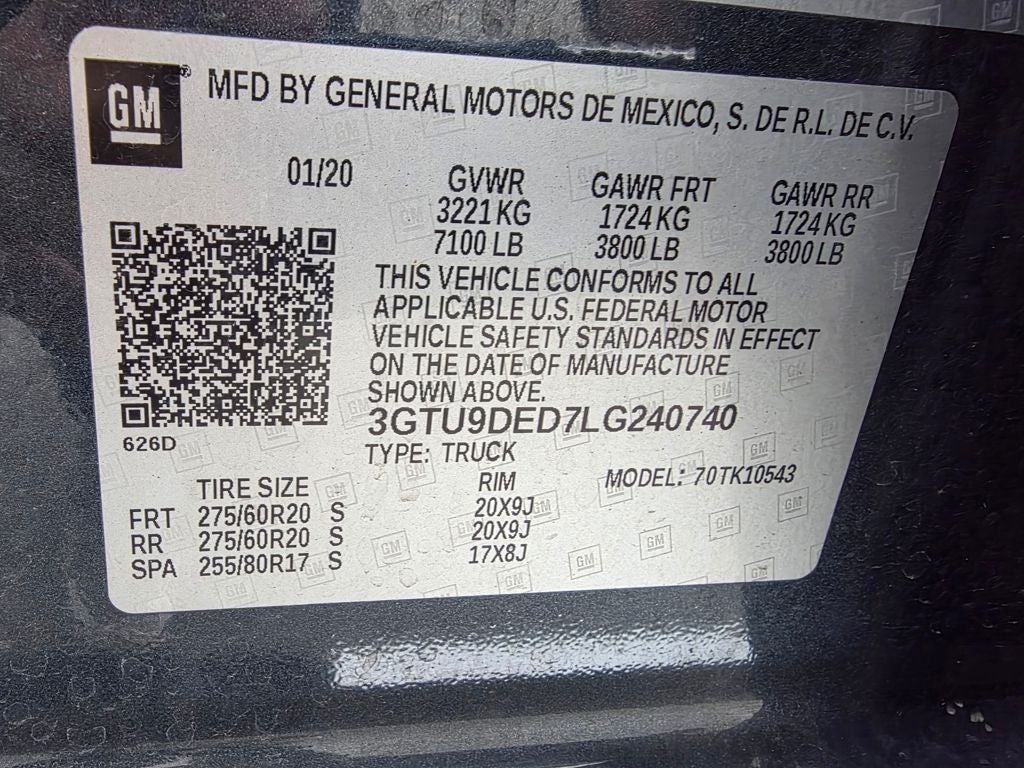 GM
MFD BY GENERAL MOTORS DE MEXICO, S. DE R.L. DE C.V.
01/20 GVWR GAWR FRT GAWR RR
3221 KG 1724 KG 1724 KG
7100 LB 3800 LB 3800 LB
THIS VEHICLE CONFORMS TO ALL
APPLICABLE U.S. FEDERAL MOTOR
VEHICLE SAFETY STANDARDS IN EFFECT
ON THE DATE OF MANUFACTURE
SHOWN ABOVE.
3GTU9DED7LG240740
626D
TYPE: TRUCK
TIRE SIZE RIM MODEL: 70TK10543
FRT 275/60R20 S 20X9J
RR 275/60R20 S 20X9J
SPA 255/80R17 S 17X8J